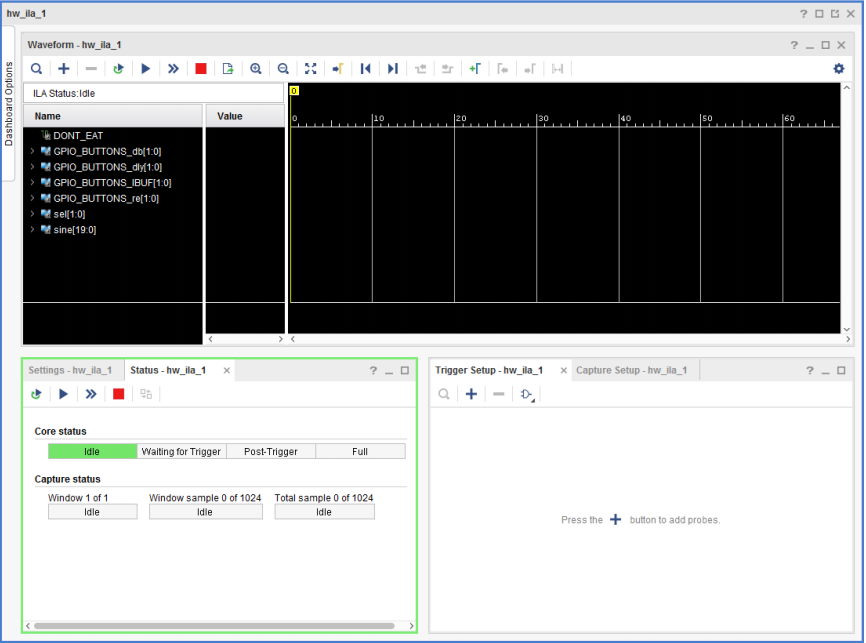 hw_ila_1
Dashboard Options
Waveform - hw_ila_1
ILA Status:Idle
Name Value
0
0 10 20 30 40 50 60
DONT_EAT
GPIO_BUTTONS_db[1:0]
GPIO_BUTTONS_dly[1:0]
GPIO_BUTTONS_IBUF[1:0]
GPIO_BUTTONS_re[1:0]
sel[1:0]
sine[19:0]
Settings - hw_ila_1 Status - hw_ila_1
Core status
Idle Waiting for Trigger Post-Trigger Full
Capture status
Window 1 of 1 Window sample 0 of 1024 Total sample 0 of 1024
Idle Idle Idle
Trigger Setup - hw_ila_1 Capture Setup - hw_ila_1
Press the + button to add probes.